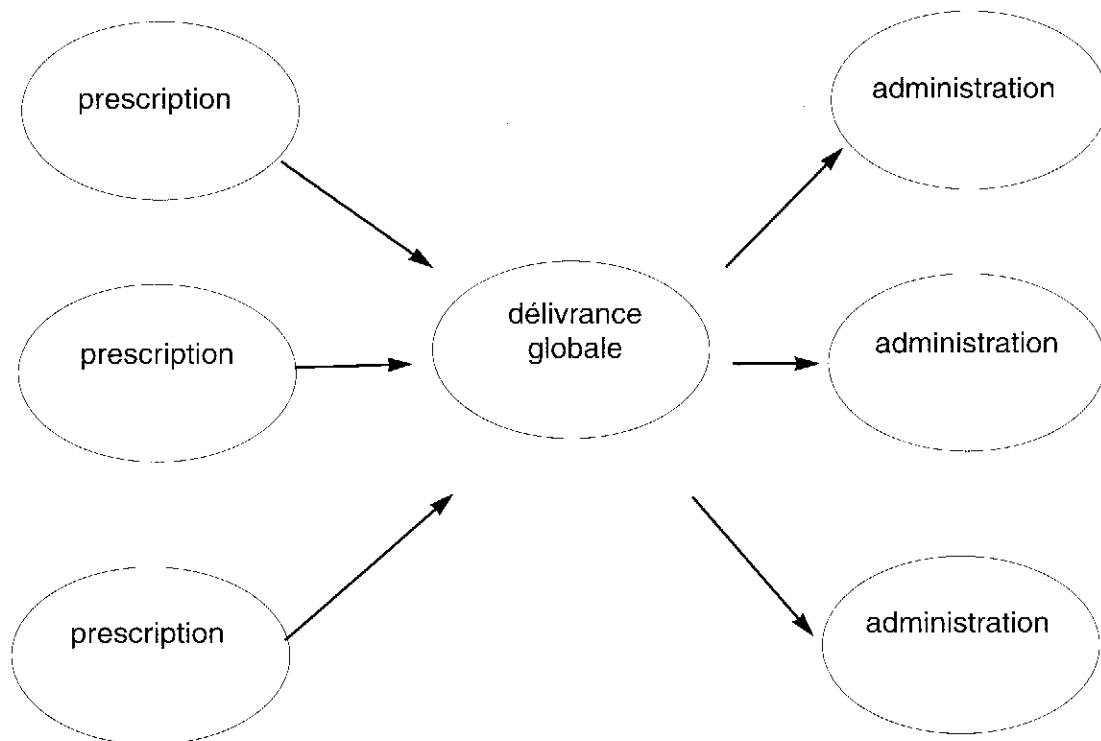 prescription
administration
délivrance
globale
prescription
administration
prescription
administration